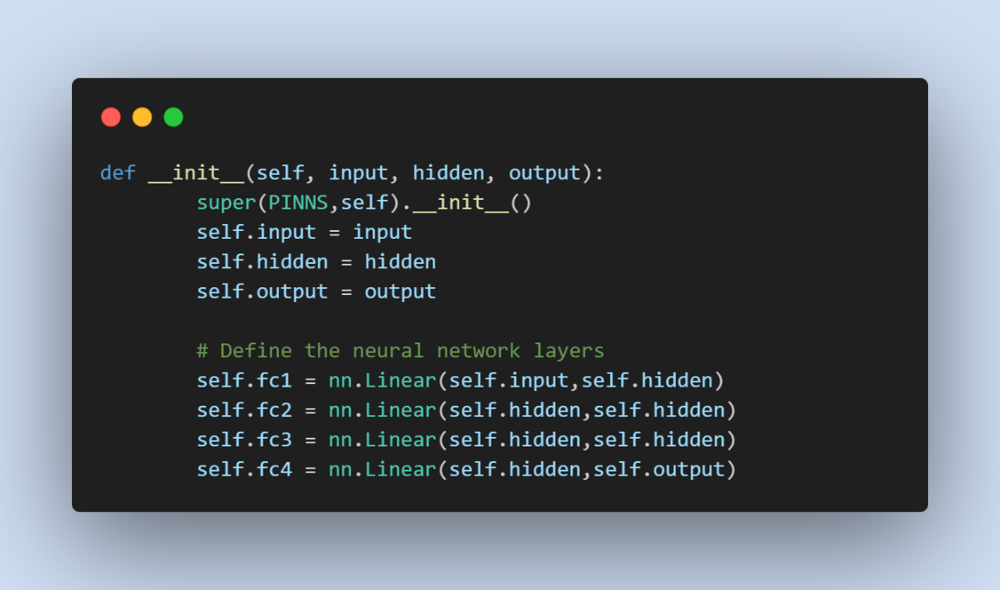 def __init__(self, input, hidden, output):
        super(PINNS,self).__init__()
        self.input = input
        self.hidden = hidden
        self.output = output

        # Define the neural network layers
        self.fc1 = nn.Linear(self.input,self.hidden)
        self.fc2 = nn.Linear(self.hidden,self.hidden)
        self.fc3 = nn.Linear(self.hidden,self.hidden)
        self.fc4 = nn.Linear(self.hidden,self.output)